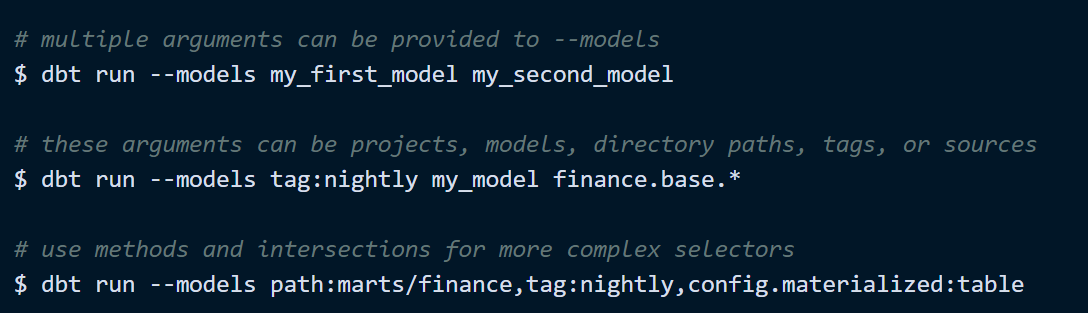 # multiple arguments can be provided to --models
$ dbt run --models my_first_model my_second_model
# these arguments can be projects, models, directory paths, tags, or sources
$ dbt run --models tag:nightly my_model finance.base.*
# use methods and intersections for more complex selectors
$ dbt run --models path:marts/finance,tag:nightly,config.materialized:table